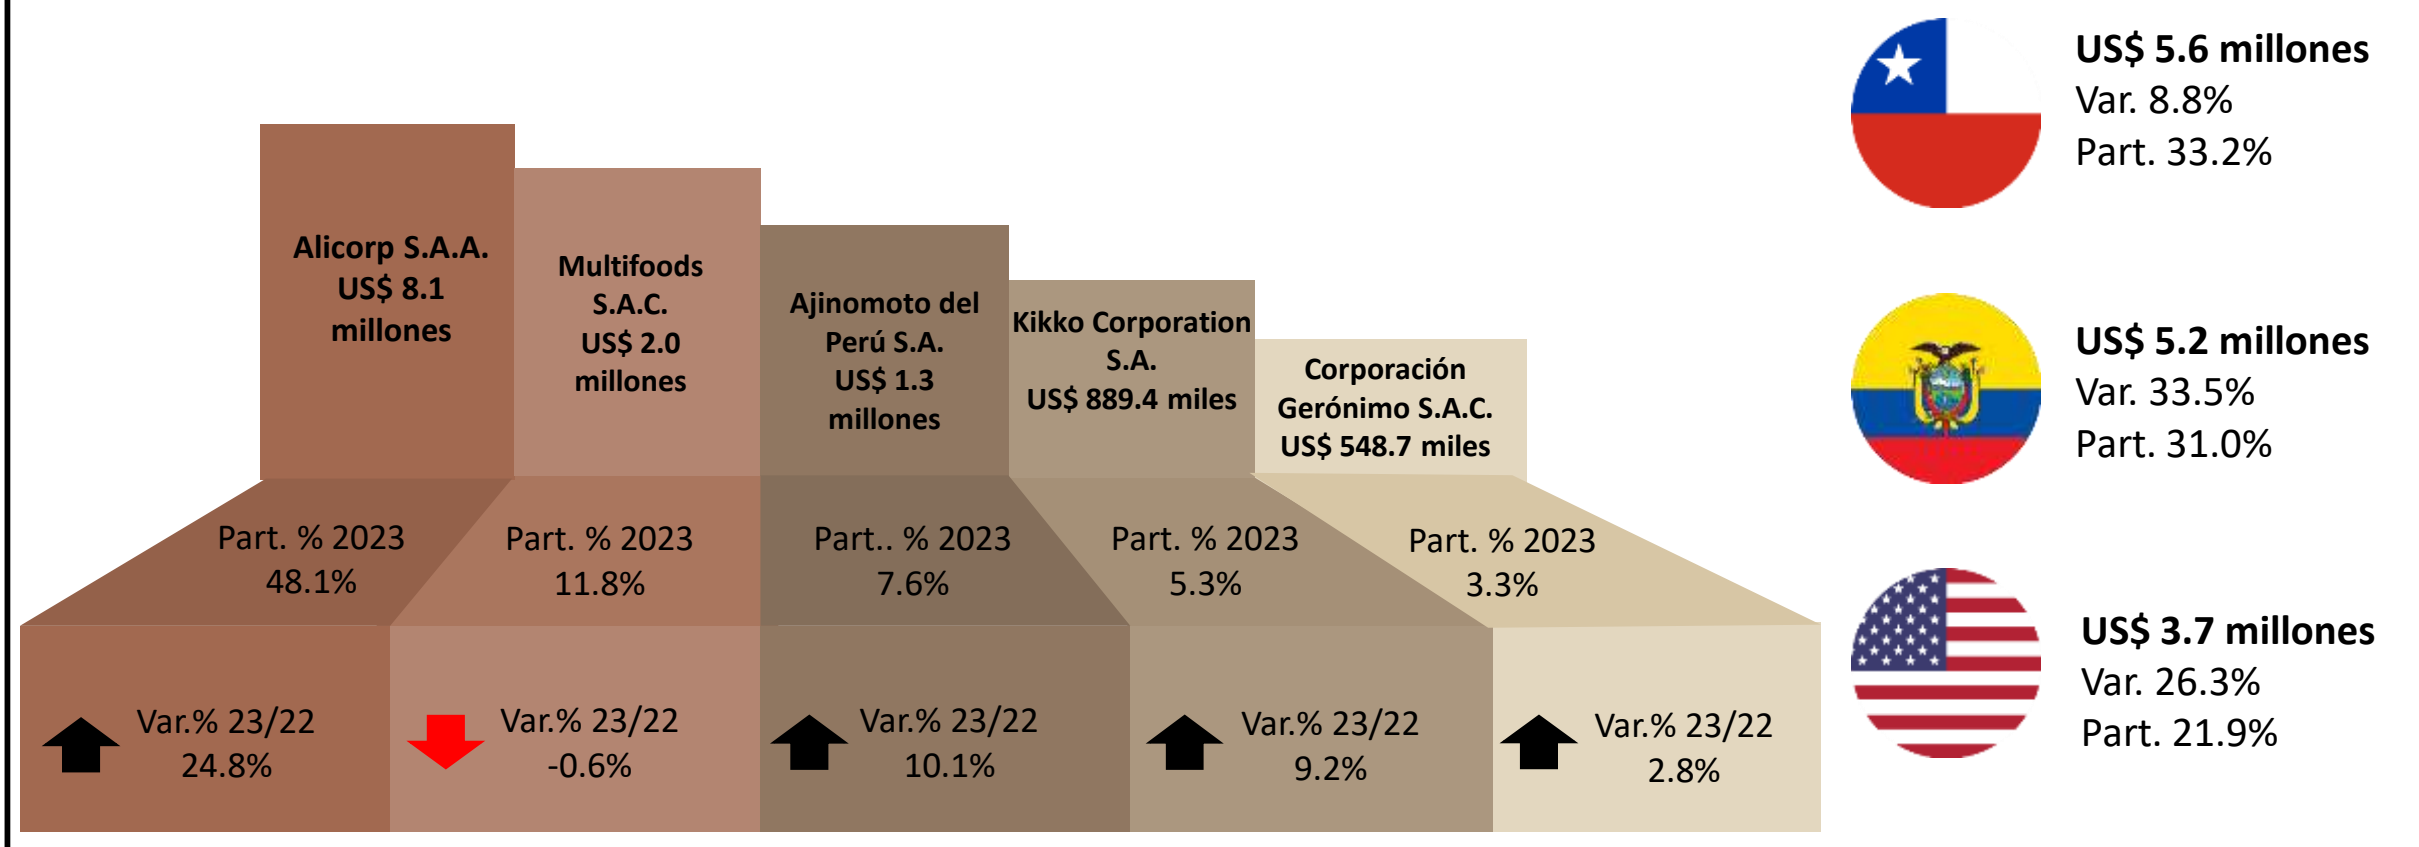 Alicorp S.A.A.
US$ 8.1
millones
Multifoods
S.A.C.
US$ 2.0
millones
Ajinomoto del
Perú S.A.
US$ 1.3
millones
Kikko Corporation
S.A.
US$ 889.4 miles
Corporación
Gerónimo S.A.C.
US$ 548.7 miles
Part. % 2023
48.1%
Part. % 2023
11.8%
Part.. % 2023
7.6%
Part. % 2023
5.3%
Part. % 2023
3.3%
Var.% 23/22
24.8%
Var.% 23/22
-0.6%
Var.% 23/22
10.1%
Var.% 23/22
9.2%
Var.% 23/22
2.8%
US$ 5.6 millones
Var. 8.8%
Part. 33.2%
US$ 5.2 millones
Var. 33.5%
Part. 31.0%
US$ 3.7 millones
Var. 26.3%
Part. 21.9%